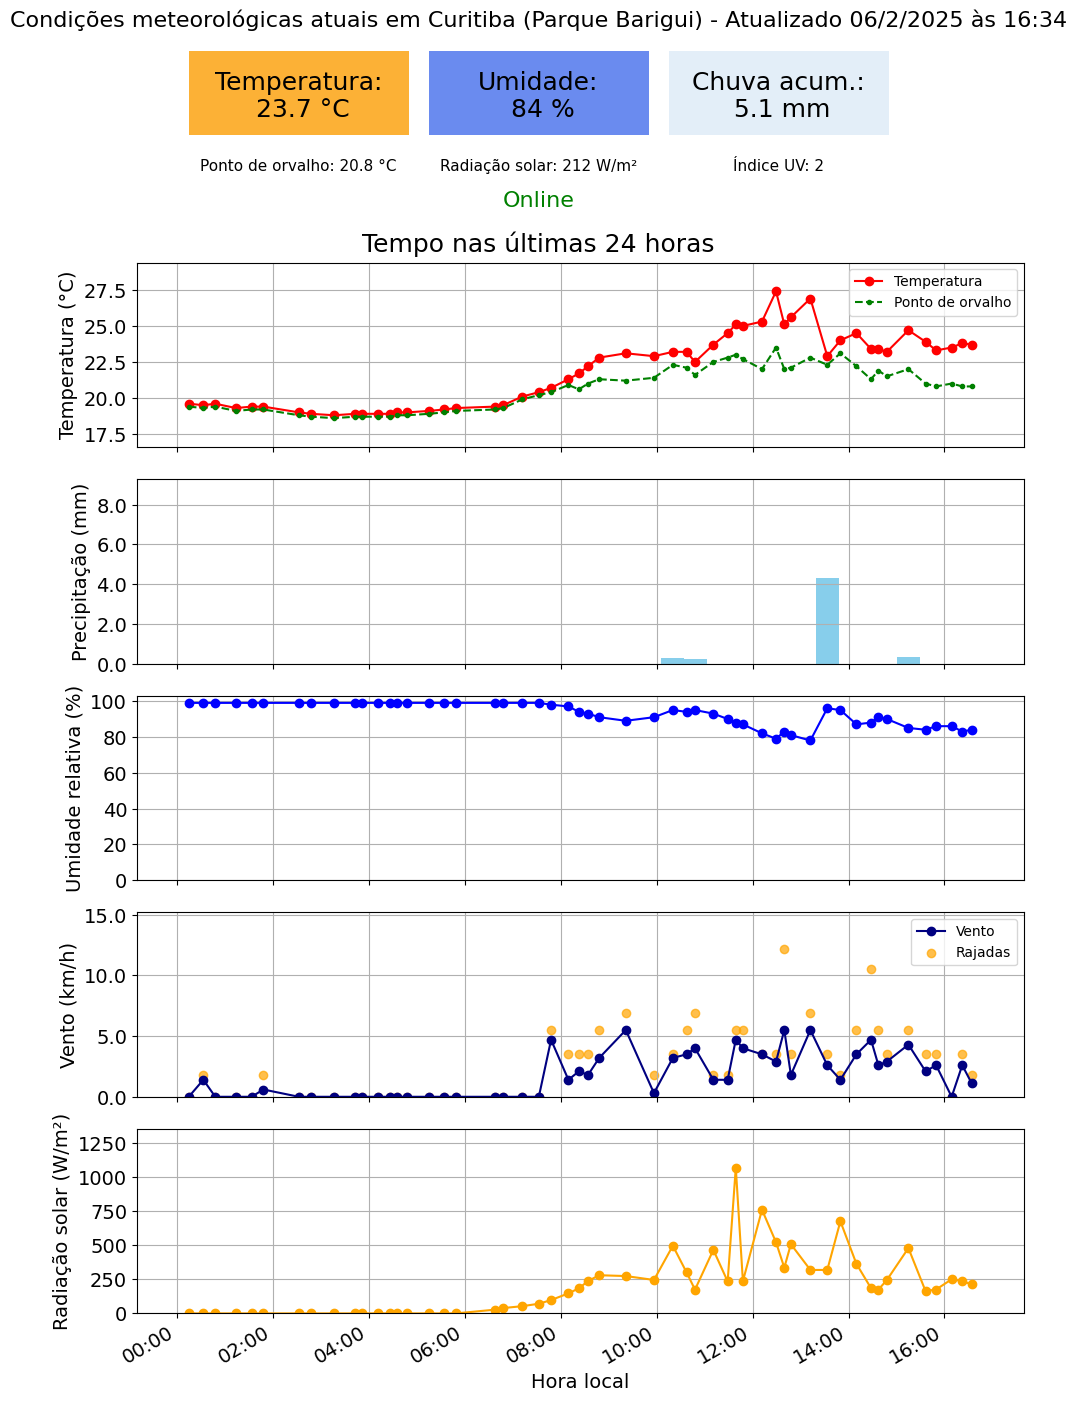 Condições meteorológicas atuais em Curitiba (Parque Barigui) - Atualizado 06/2/2025 às 16:34
Temperatura:
23.7 °C
Umidade:
84 %
Chuva acum.:
5.1 mm
Ponto de orvalho: 20.8 °C
Radiação solar: 212 W/m²
Índice UV: 2
Online
Tempo nas últimas 24 horas
Temperatura (°C)
27.5
25.0
22.5
20.0
17.5
Temperatura
Ponto de orvalho
Precipitação (mm)
8.0
6.0
4.0
2.0
0.0
Umidade relativa (%)
100
80
60
40
20
0
Vento (km/h)
15.0
10.0
5.0
0.0
Vento
Rajadas
Radiação solar (W/m²)
1250
1000
750
500
250
0
00:00
02:00
04:00
06:00
08:00
10:00
12:00
14:00
16:00
Hora local